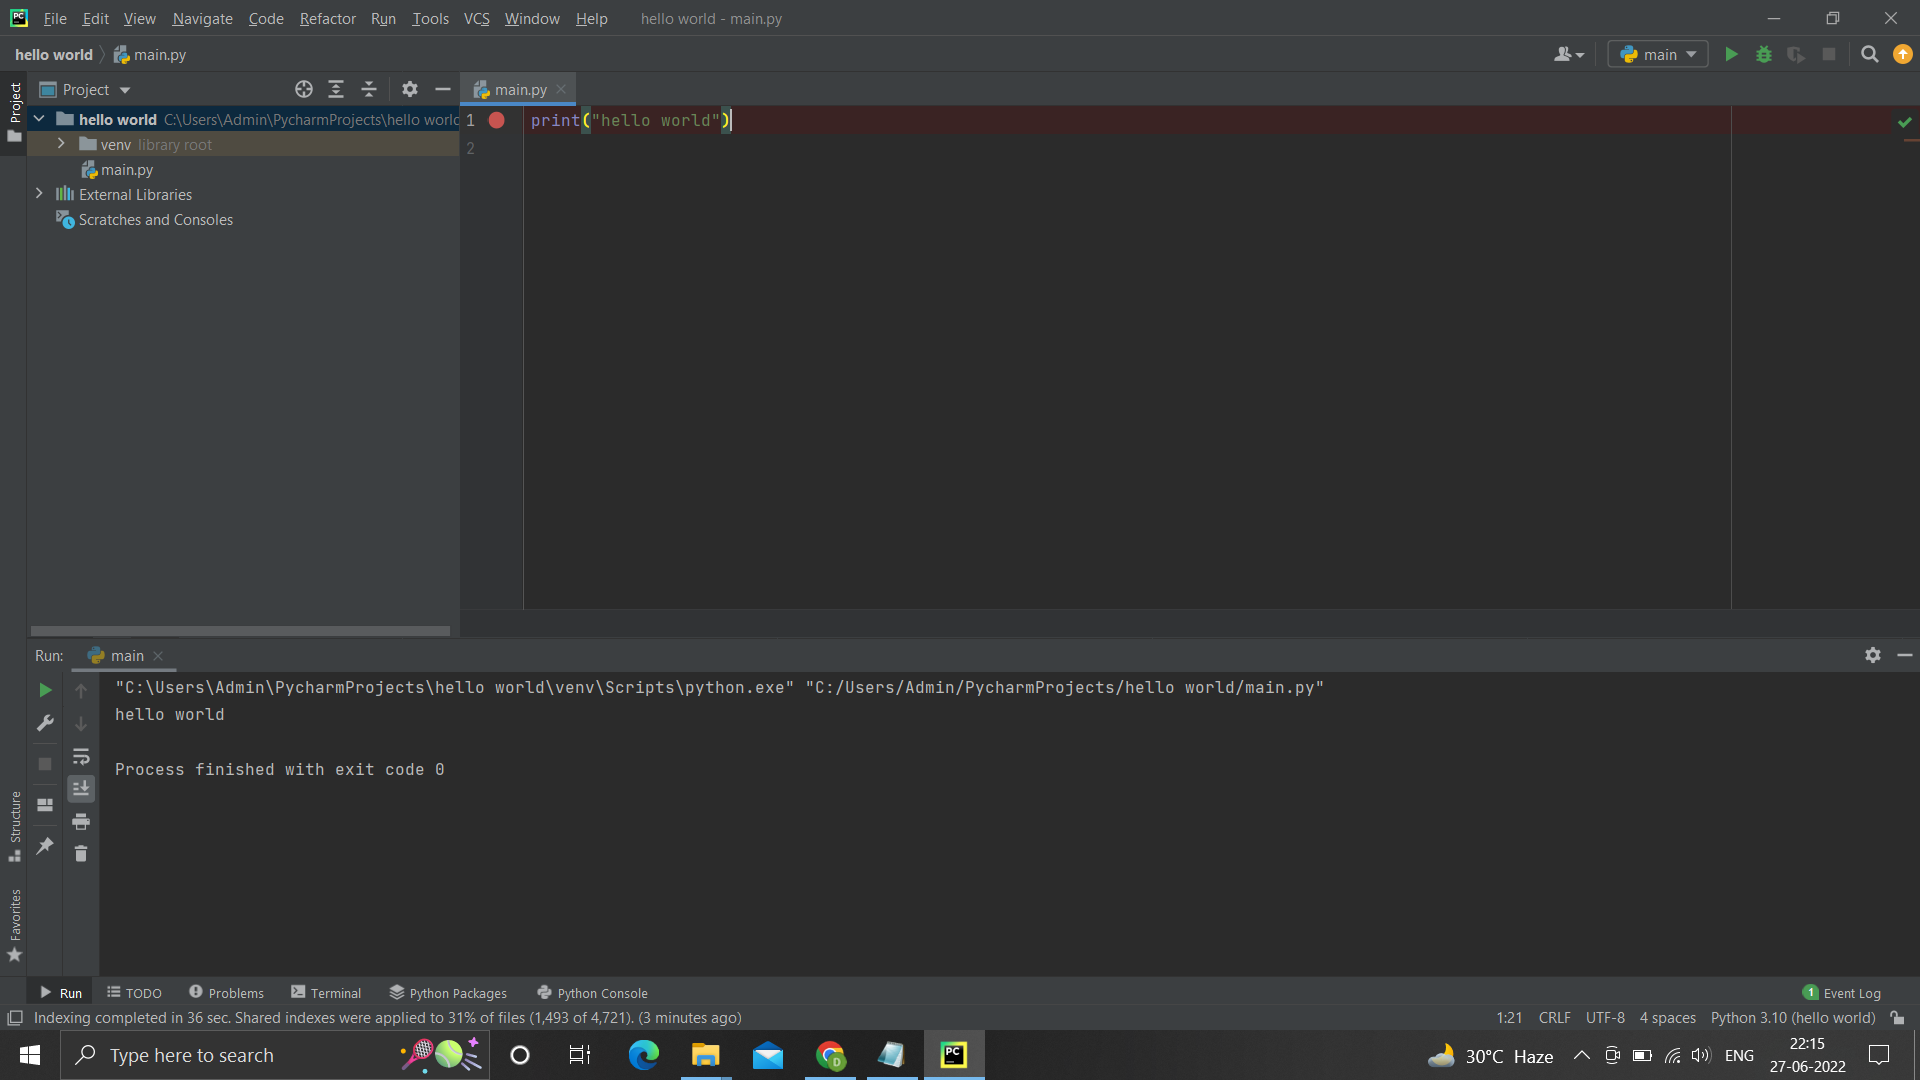 File Edit View Navigate Code Refactor Run Tools VCS Window Help hello world - main.py
hello world main.py
main
Project
Project
main.py
hello world C:\Users\Admin\PycharmProjects\hello world
venv library root
main.py
External Libraries
Scratches and Consoles
1 print("hello world")
2
Run: main
"C:\Users\Admin\PycharmProjects\hello world\venv\Scripts\python.exe" "C:/Users/Admin/PycharmProjects/hello world/main.py"
hello world
Process finished with exit code 0
Structure
Favorites
Run TODO Problems Terminal Python Packages Python Console 1 Event Log
Indexing completed in 36 sec. Shared indexes were applied to 31% of files (1,493 of 4,721). (3 minutes ago) 1:21 CRLF UTF-8 4 spaces Python 3.10 (hello world)
Type here to search D PC 30°C Haze ENG 22:15
27-06-2022